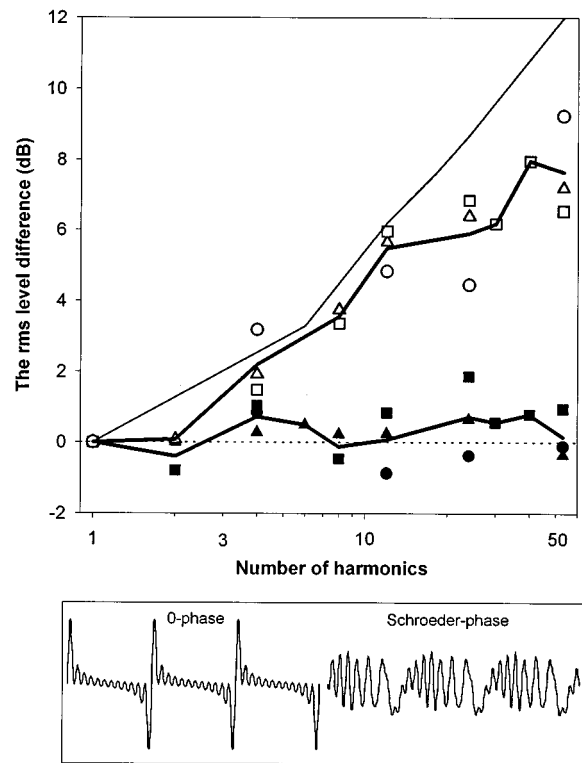 12
10
8
6
4
2
0
-2
The rms level difference (dB)
1 3 10 50
Number of harmonics
0-phase Schroeder-phase